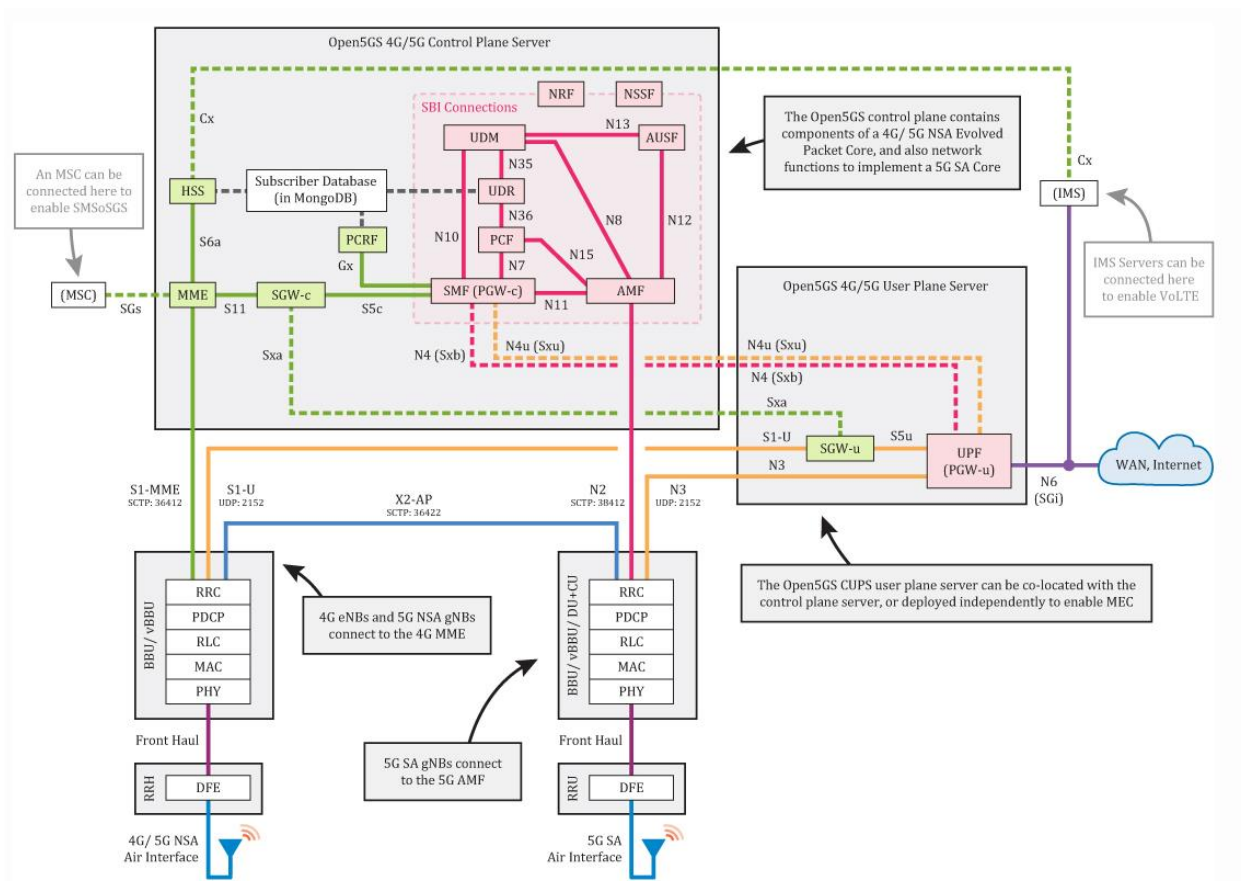 Open5GS 4G/5G Control Plane Server
NRF
NSSF
SBI Connections
Cx
UDM
N13
AUSF
The Open5GS control plane contains
components of a 4G/ 5G NSA Evolved
Packet Core, and also network
functions to implement a 5G SA Core
Cx
An MSC can be
connected here to
enable SMSoSGS
N35
HSS
Subscriber Database
(in MongoDB)
UDR
(IMS)
S6a
N36
N8
N12
PCRF
N10
PCF
N15
Gx
N7
IMS Servers can be
connected here
to enable VoLTE
(MSC)
SGs
MME
S11
SGW-c
S5c
SMF (PGW-c)
N11
AMF
Open5GS 4G/5G User Plane Server
Sxa
N4 (Sxb)
N4u (Sxu)
N4u (Sxu)
N4 (Sxb)
Sxa
S1-U
SGW-u
S5u
UPF
(PGW-u)
N3
WAN, Internet
N6
(SGi)
S1-MME
SCTP: 36412
S1-U
UDP: 2152
X2-AP
SCTP: 36422
N2
SCTP: 38412
N3
UDP: 2152
BBU/ vBBU
RRC
PDCP
RLC
MAC
PHY
4G eNBs and 5G NSA gNBs
connect to the 4G MME
BBU/ vBBU/ DU+CU
RRC
PDCP
RLC
MAC
PHY
The Open5GS CUPS user plane server can be co-located with the
control plane server, or deployed independently to enable MEC
Front Haul
5G SA gNBs connect
to the 5G AMF
Front Haul
RRH
DFE
RRU
DFE
4G/ 5G NSA
Air Interface
5G SA
Air Interface